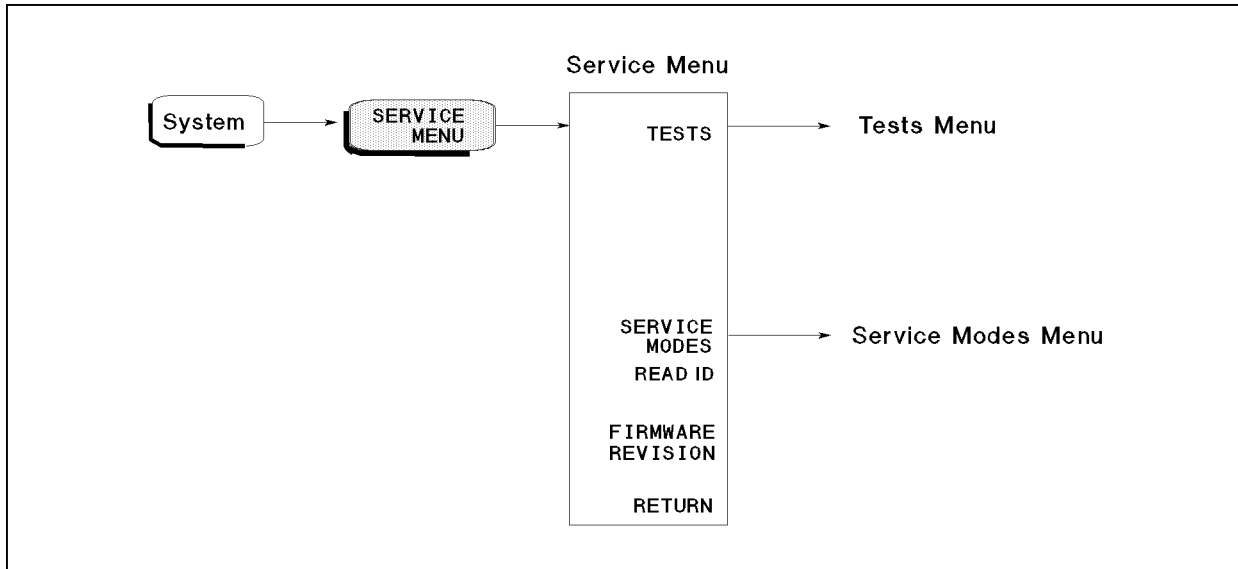 Service Menu
System
SERVICE
MENU
TESTS
Tests Menu
SERVICE
MODES
Service Modes Menu
READ ID
FIRMWARE
REVISION
RETURN